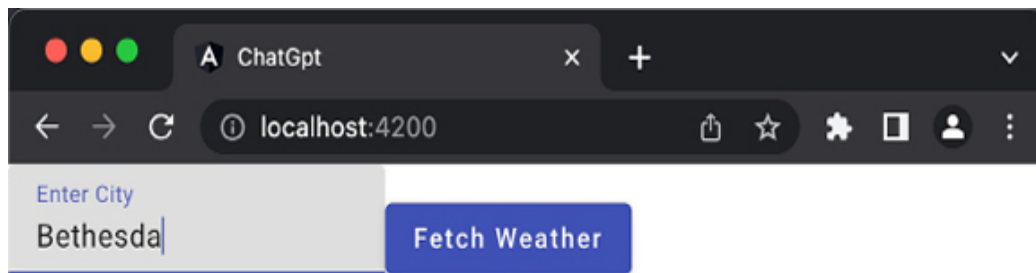 ChatGpt
localhost:4200
Enter City
Bethesda
Fetch Weather